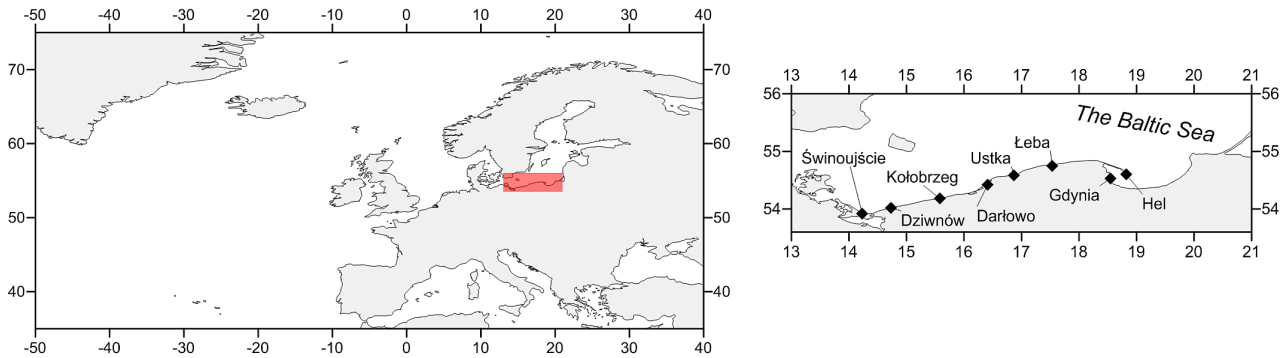 -50 -40 -30 -20 -10 0 10 20 30 40
70 70
60 60
50 50
40 40
-50 -40 -30 -20 -10 0 10 20 30 40
13 14 15 16 17 18 19 20 21
56 56
The Baltic Sea
55 55
Łeba
Świnoujście
Ustka
Kołobrzeg
Gdynia
Hel
54 54
Dziwnów
Darłowo
13 14 15 16 17 18 19 20 21